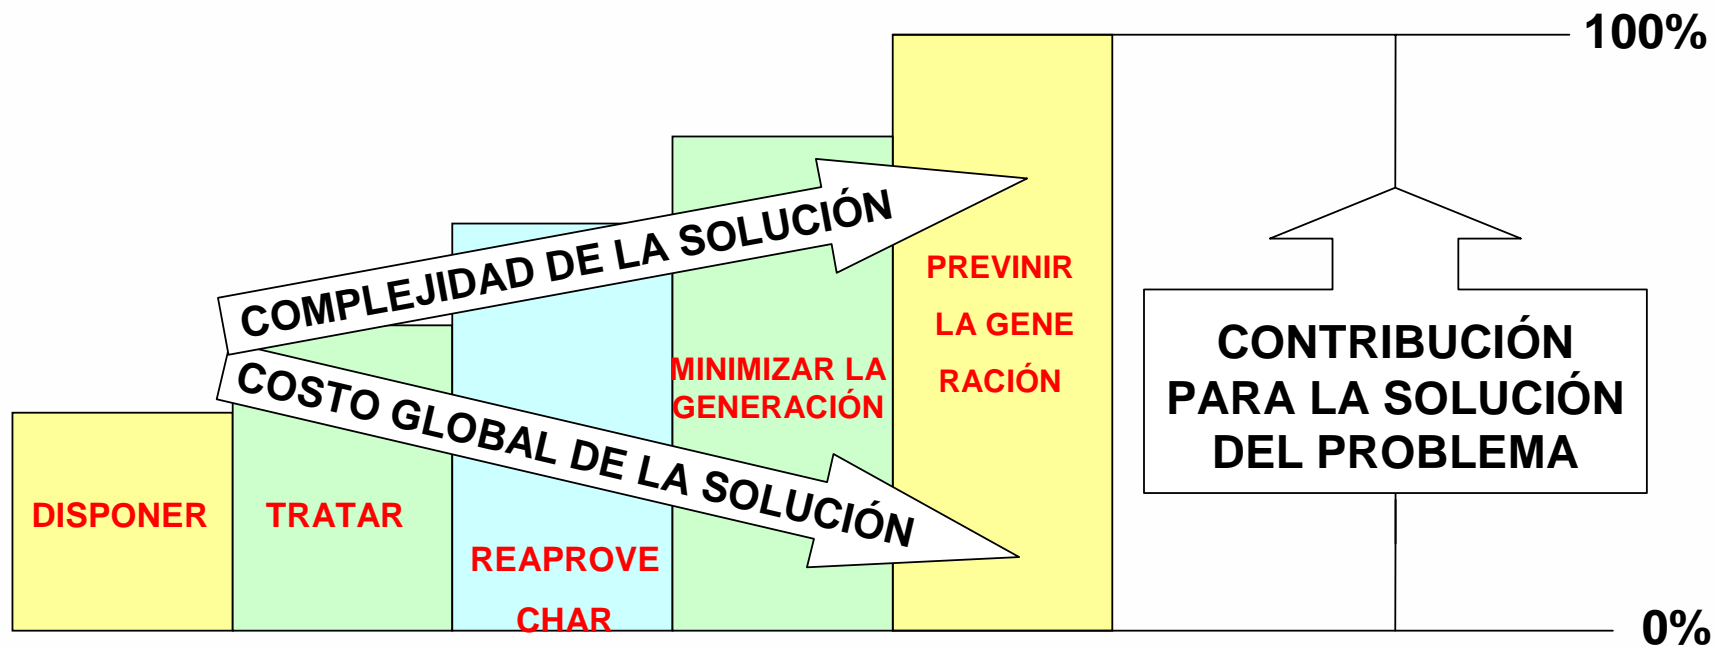 100%
COMPLEJIDAD DE LA SOLUCIÓN
COSTO GLOBAL DE LA SOLUCIÓN
DISPONER
TRATAR
REAPROVE
CHAR
MINIMIZAR LA
GENERACIÓN
PREVINIR
LA GENE
RACIÓN
CONTRIBUCIÓN
PARA LA SOLUCIÓN
DEL PROBLEMA
0%